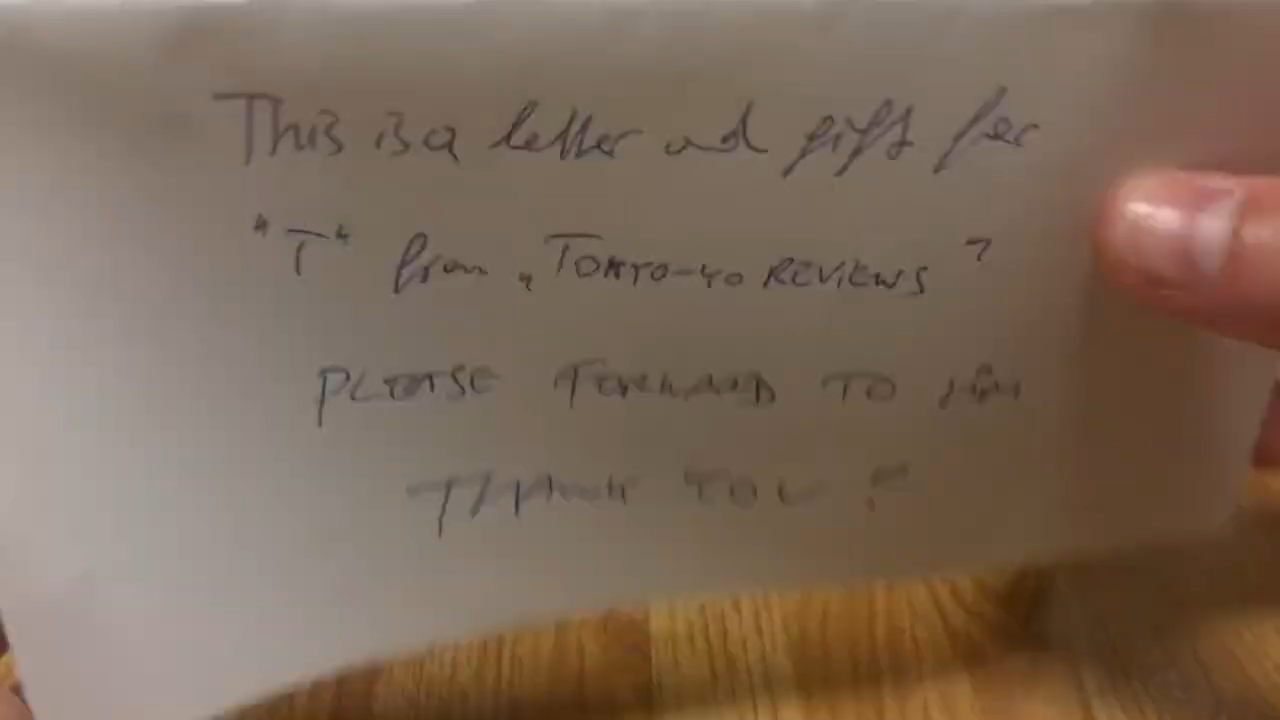 This is a letter and gift for
"T" from „TOKYO-YO REVIEWS"
PLEASE FORWARD TO HIM
THANK YOU !